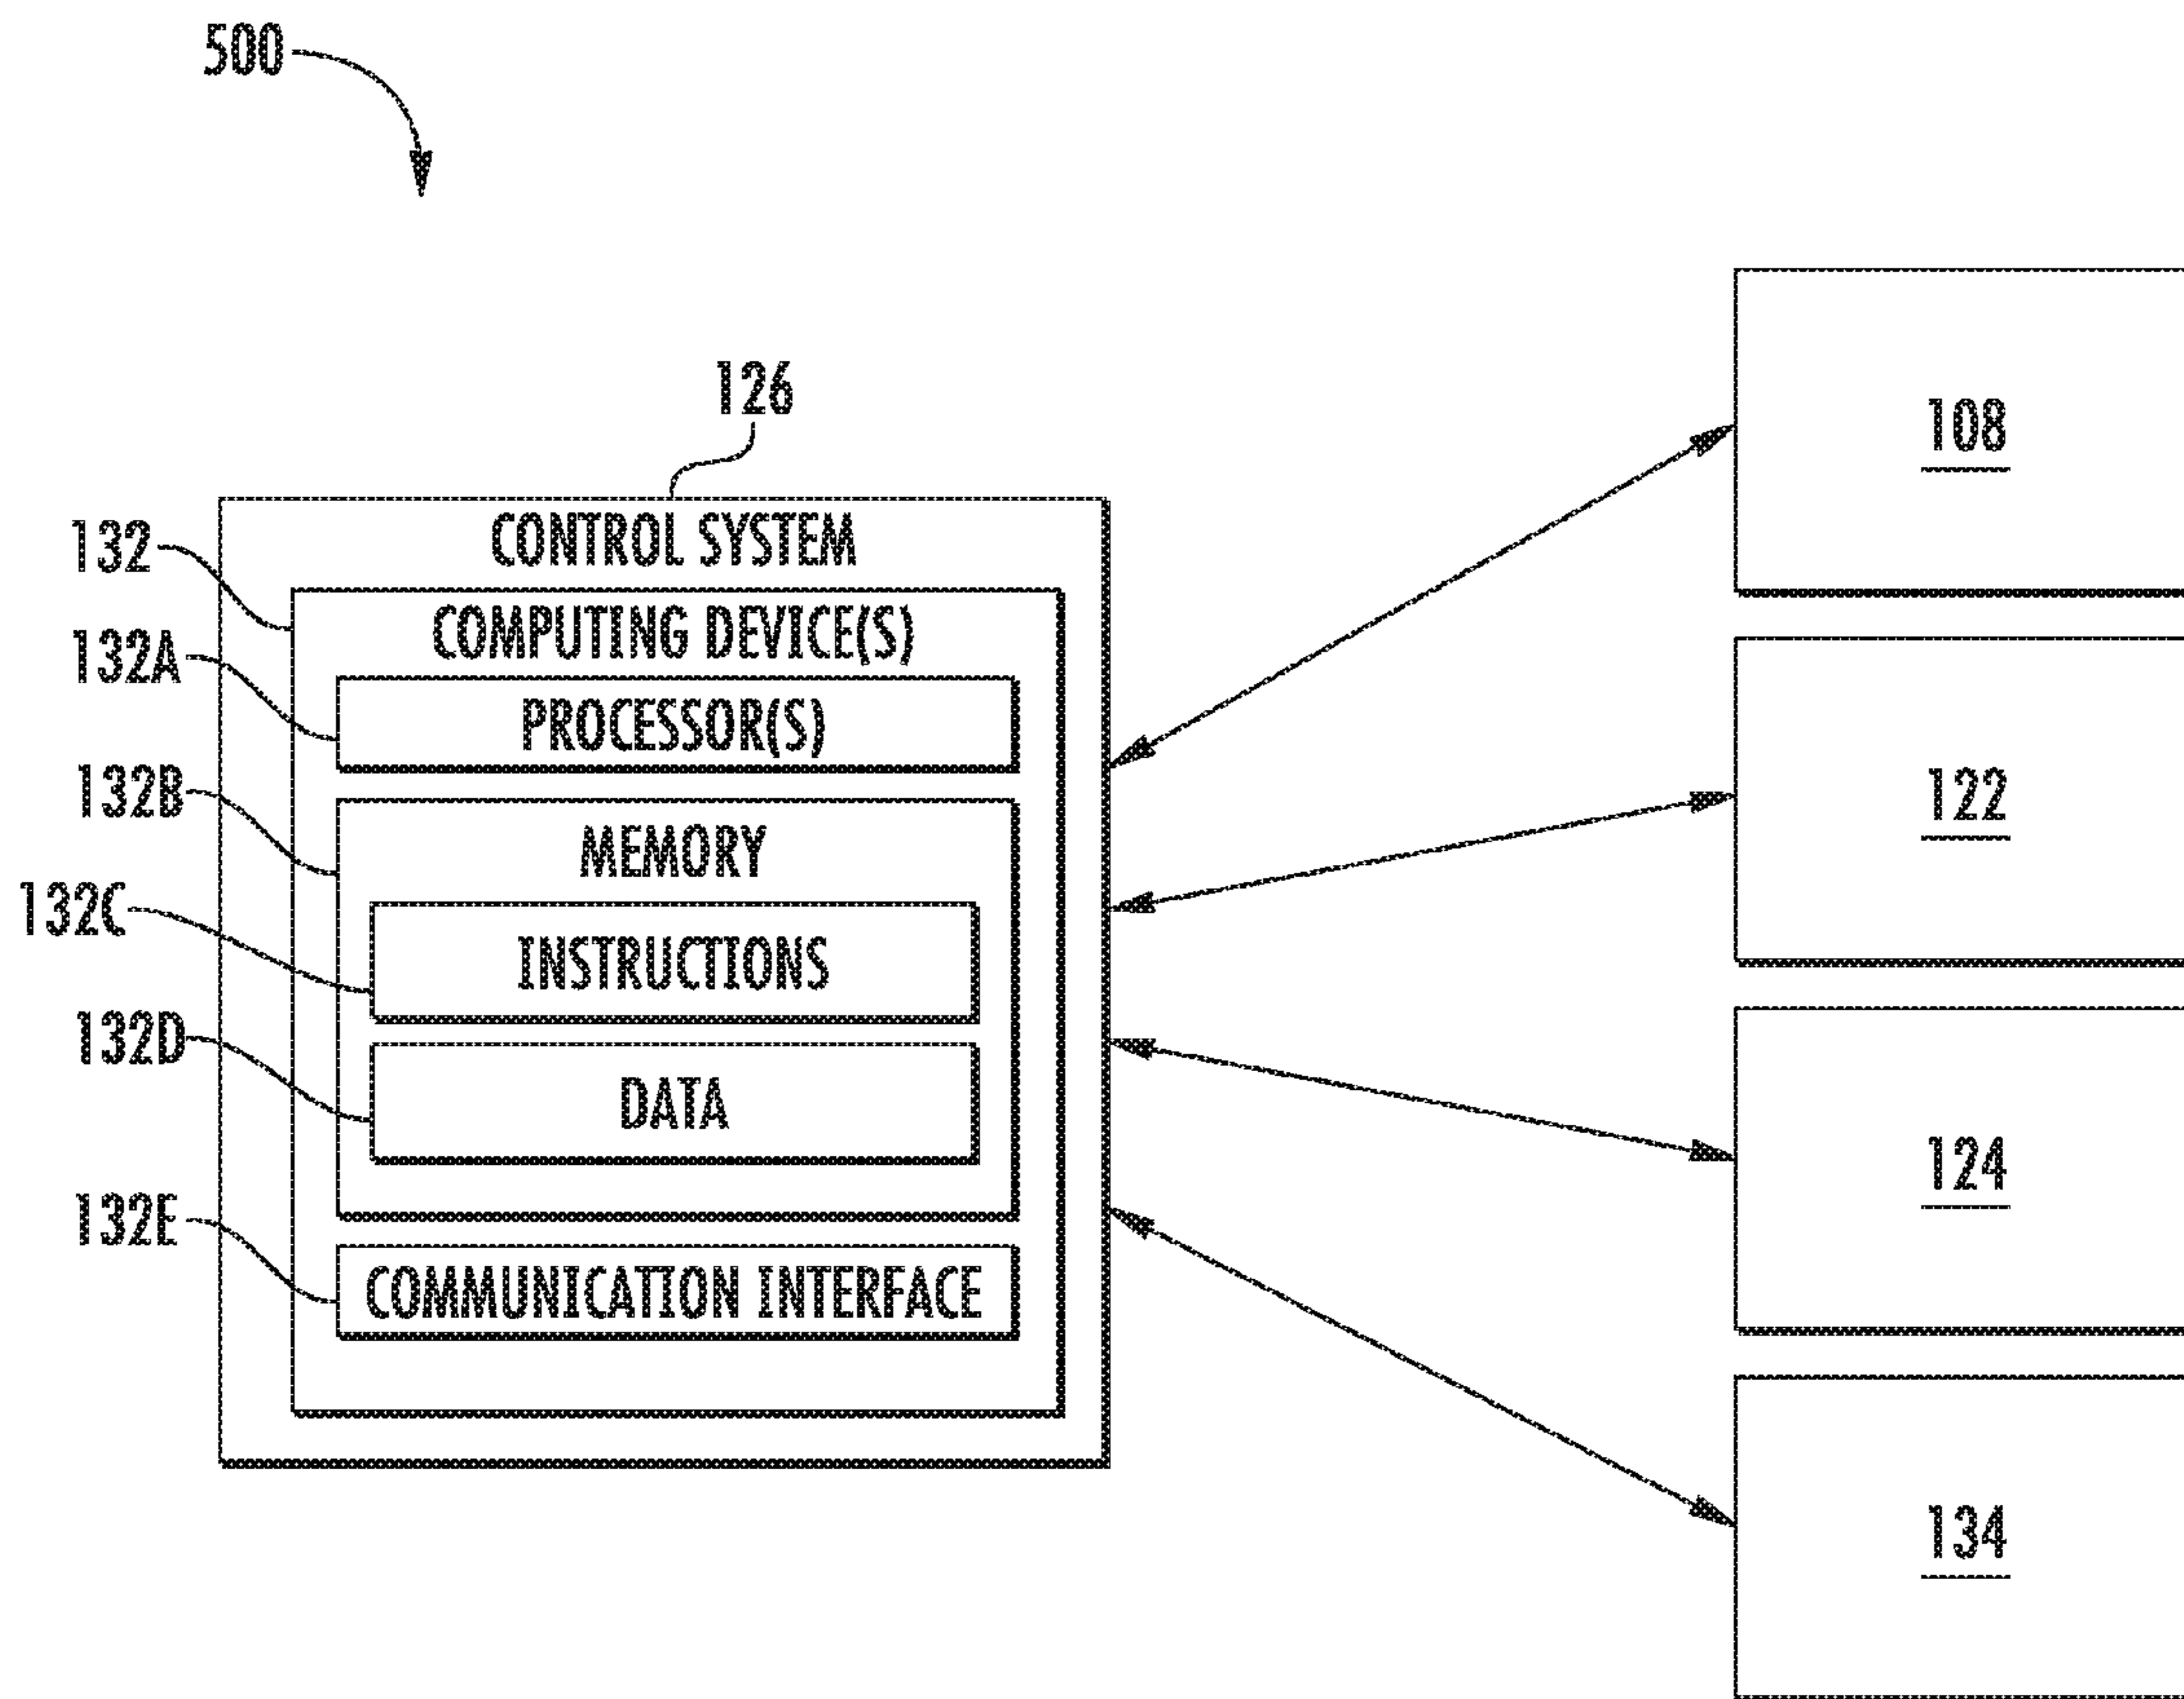 500
126
108
132
CONTROL SYSTEM
132A
COMPUTING DEVICE(S)
PROCESSOR(S)
132B
MEMORY
122
132C
INSTRUCTIONS
132D
DATA
124
132E
COMMUNICATION INTERFACE
134